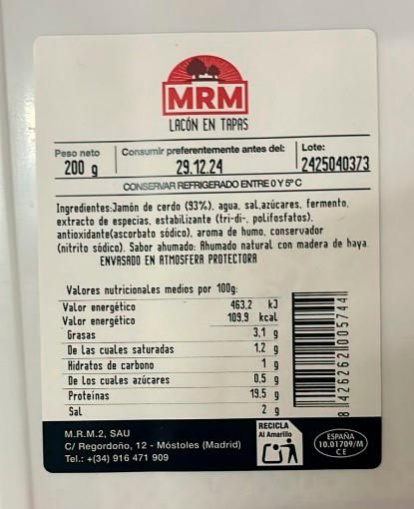 MRM
LACÓN EN TAPAS
Peso neto
200 g
Consumir preferentemente antes del:
29.12.24
Lote:
2425040373
CONSERVAR REFRIGERADO ENTRE 0 Y 5º C
Ingredientes:Jamón de cerdo (93%), agua, sal,azúcares, fermento,
extracto de especias, estabilizante (tri-di-, polifosfatos),
antioxidante(ascorbato sódico), aroma de humo, conservador
(nitrito sódico). Sabor ahumado: Ahumado natural con madera de haya
ENVASADO EN ATMOSFERA PROTECTORA
Valores nutricionales medios por 100g:
Valor energético 463,2 kJ
Valor energético 109,9 kcal
Grasas 3,1 g
De las cuales saturadas 1,2 g
Hidratos de carbono 1 g
De Los cuales azúcares 0,5 g
Proteínas 19,5 g
Sal 2 g
8 426262 005744
M.R.M.2, SAU
C/ Regordoño, 12 - Móstoles (Madrid)
Tel.: +(34) 916 471 909
RECICLA
Al Amarillo
ESPAÑA
10.01709/M
C E